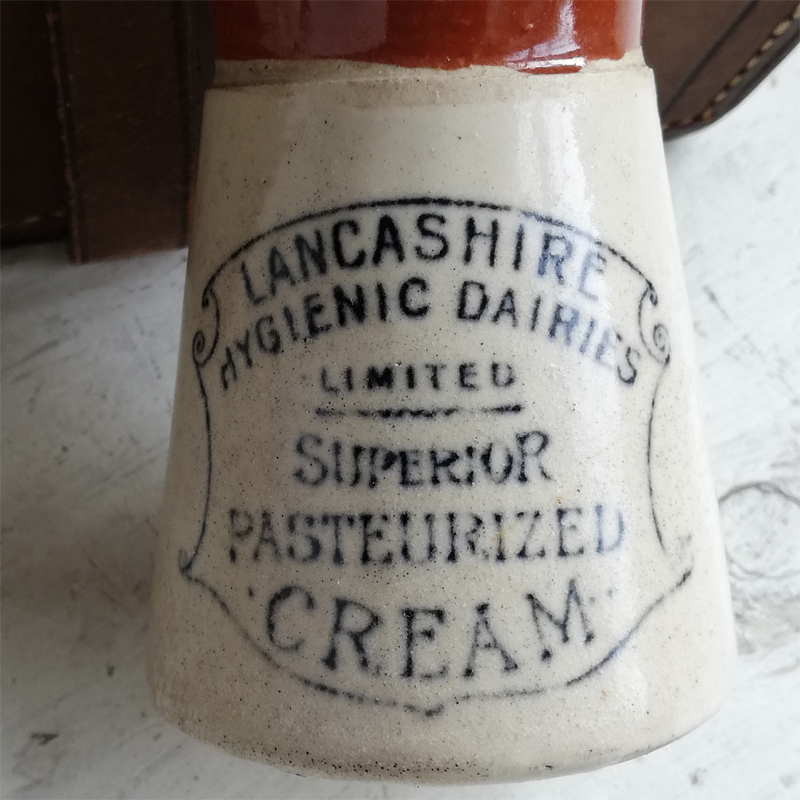 LANCASHIRE
HYGIENIC DAIRIES
LIMITED
SUPERIOR
PASTEURIZED
CREAM